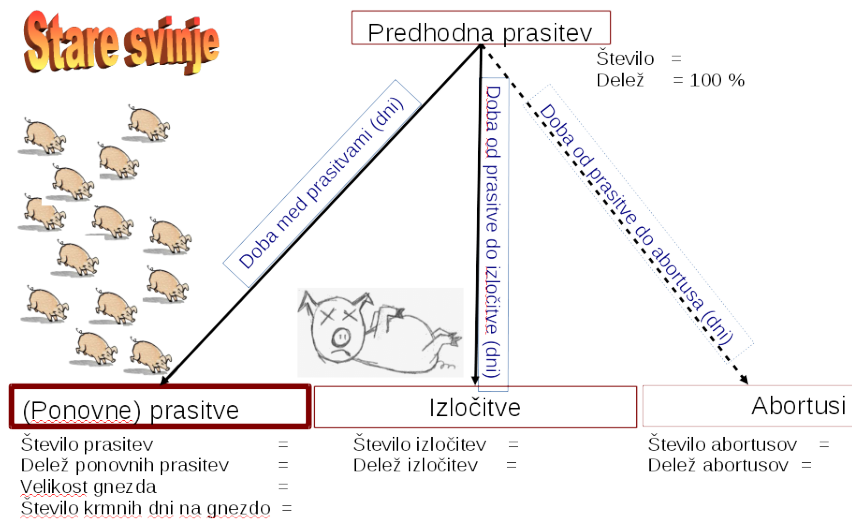 Stare svinje
Predhodna prasitev
Število =
Delež = 100 %
Doba med prasitvami (dni)
Doba od prasitve do izločitve (dni)
Doba od prasitve do abortusa (dni)
(Ponovne) prasitve
Število prasitev =
Delež ponovnih prasitev =
Velikost gnezda =
Število krmnih dni na gnezdo =
Izločitve
Število izločitev =
Delež izločitev =
Abortusi
Število abortusov =
Delež abortusov =